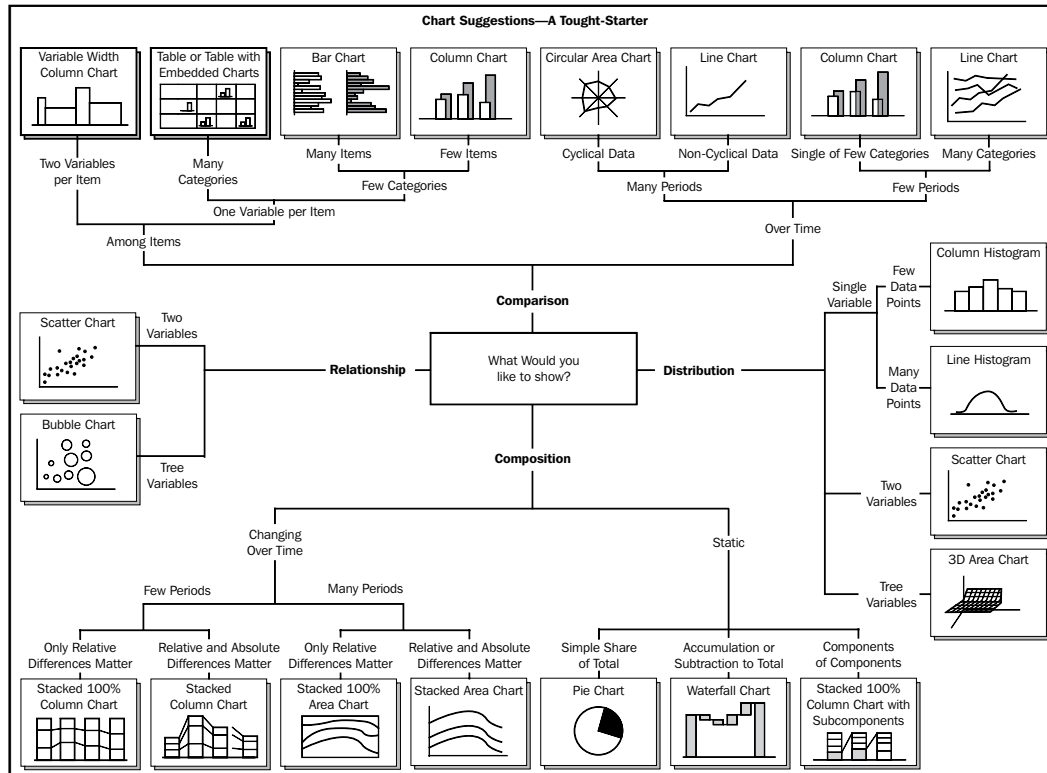 Chart Suggestions—A Tought-Starter
Variable Width
Column Chart
Table or Table with
Embedded Charts
Bar Chart
Column Chart
Circular Area Chart
Line Chart
Column Chart
Line Chart
Two Variables
per Item
Many
Categories
Many Items
Few Items
Cyclical Data
Non-Cyclical Data
Single of Few Categories
Many Categories
Few Categories
Many Periods
Few Periods
One Variable per Item
Among Items
Over Time
Comparison
Scatter Chart
Two
Variables
Relationship
What Would you
like to show?
Distribution
Single
Variable
Few
Data
Points
Column Histogram
Many
Data
Points
Line Histogram
Bubble Chart
Tree
Variables
Two
Variables
Scatter Chart
Tree
Variables
3D Area Chart
Composition
Changing
Over Time
Static
Few Periods
Many Periods
Only Relative
Differences Matter
Relative and Absolute
Differences Matter
Only Relative
Differences Matter
Relative and Absolute
Differences Matter
Simple Share
of Total
Accumulation or
Subtraction to Total
Components
of Components
Stacked 100%
Column Chart
Stacked
Column Chart
Stacked 100%
Area Chart
Stacked Area Chart
Pie Chart
Waterfall Chart
Stacked 100%
Column Chart with
Subcomponents